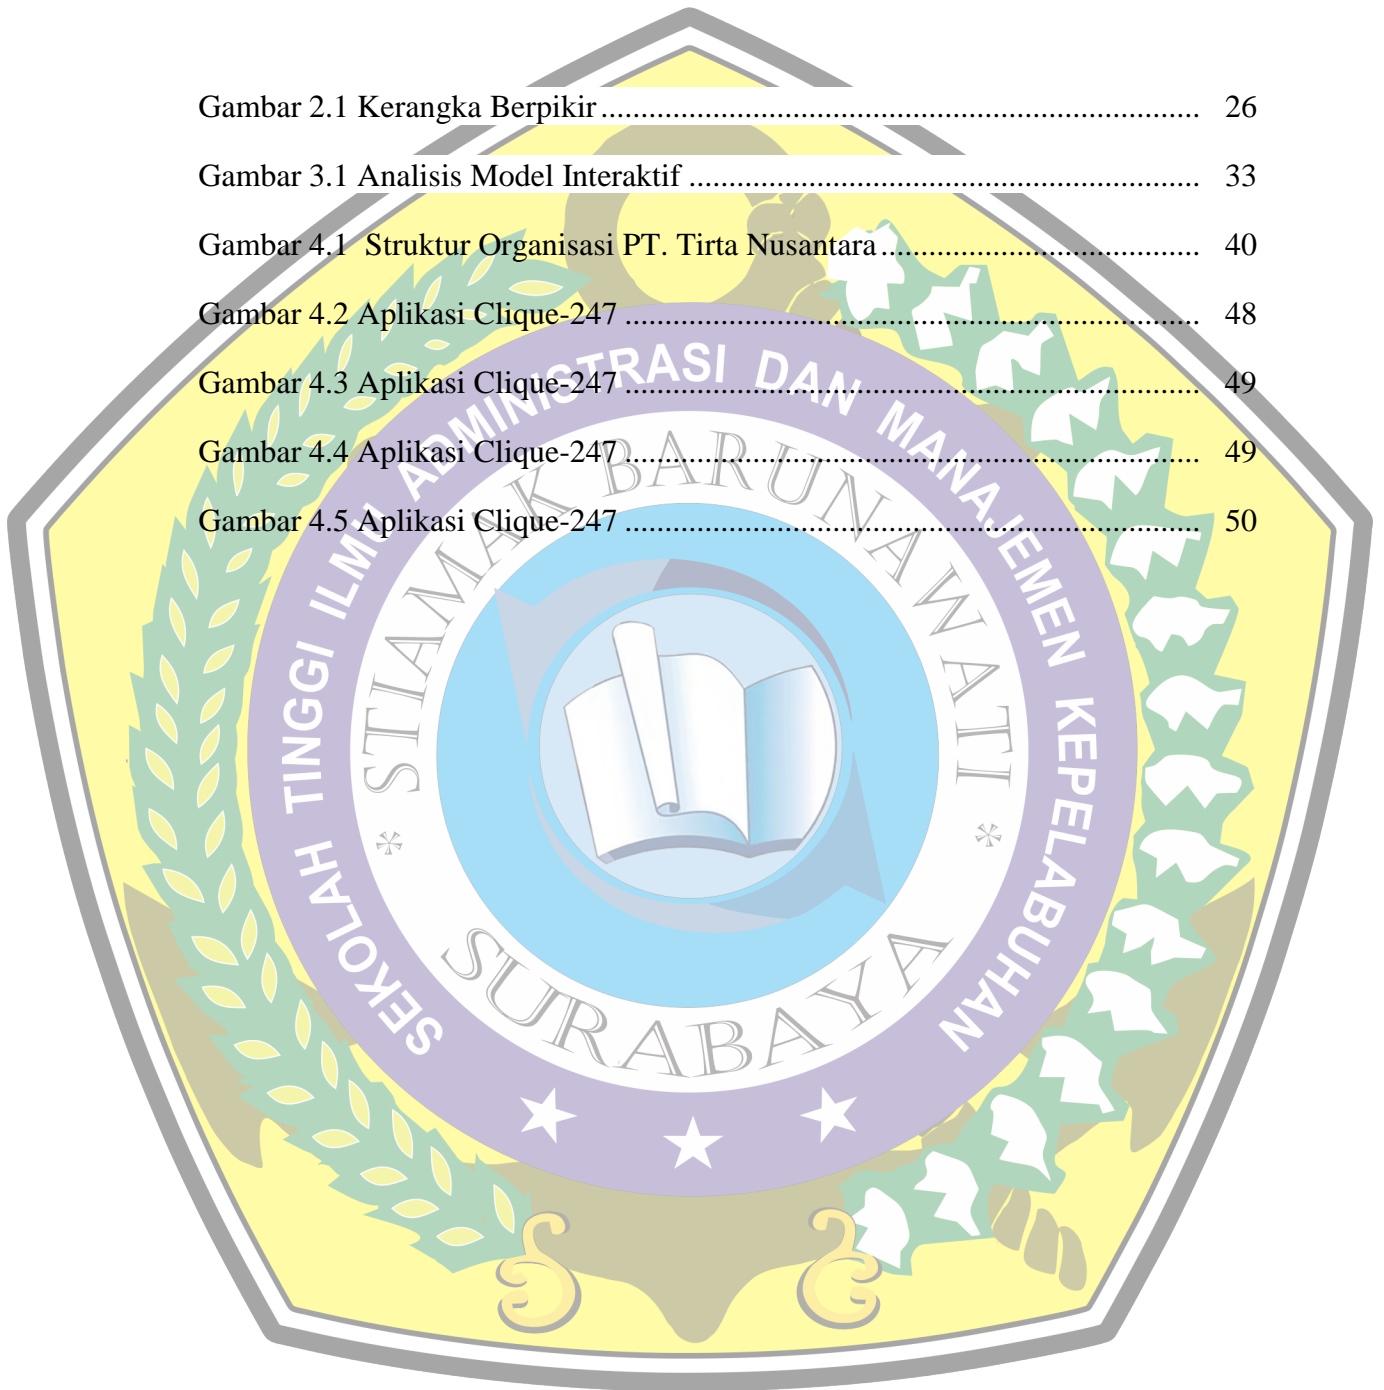 Gambar 2.1 Kerangka Berpikir ........................................................................ 26
Gambar 3.1 Analisis Model Interaktif ............................................................. 33
Gambar 4.1  Struktur Organisasi PT. Tirta Nusantara ...................................... 40
Gambar 4.2 Aplikasi Clique-247 ..................................................................... 48
Gambar 4.3 Aplikasi Clique-247 ..................................................................... 49
Gambar 4.4 Aplikasi Clique-247 ..................................................................... 49
Gambar 4.5 Aplikasi Clique-247 ..................................................................... 50
SEKOLAH TINGGI ILMU ADMINISTRASI DAN MANAJEMEN KEPELABUHAN
STIAMAK BARUNAWATI
SURABAYA